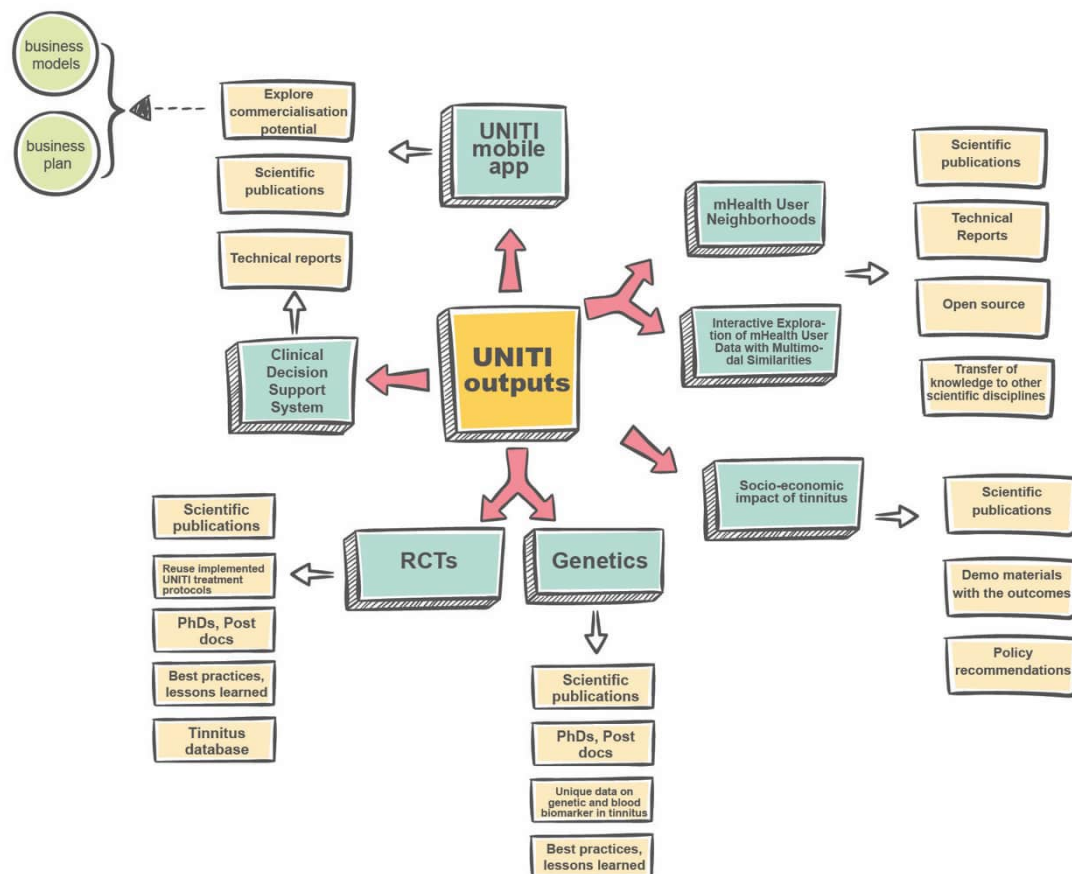 business
models
business
plan
Explore
commercialisation
potential
Scientific
publications
Technical reports
UNITI
mobile
app
mHealth User
Neighborhoods
Interactive Explora-
tion of mHealth User
Data with Multimo-
dal Similarities
Scientific
publications
Technical
Reports
Open source
Transfer of
knowledge to other
scientific disciplines
Clinical
Decision
Support
System
UNITI
outputs
Socio-economic
impact of tinnitus
Scientific
publications
Demo materials
with the outcomes
Policy
recommendations
RCTs
Genetics
Scientific
publications
Reuse implemented
UNITI treatment
protocols
PhDs, Post
docs
Best practices,
lessons learned
Tinnitus
database
Scientific
publications
PhDs, Post
docs
Unique data on
genetic and blood
biomarker in tinnitus
Best practices,
lessons learned